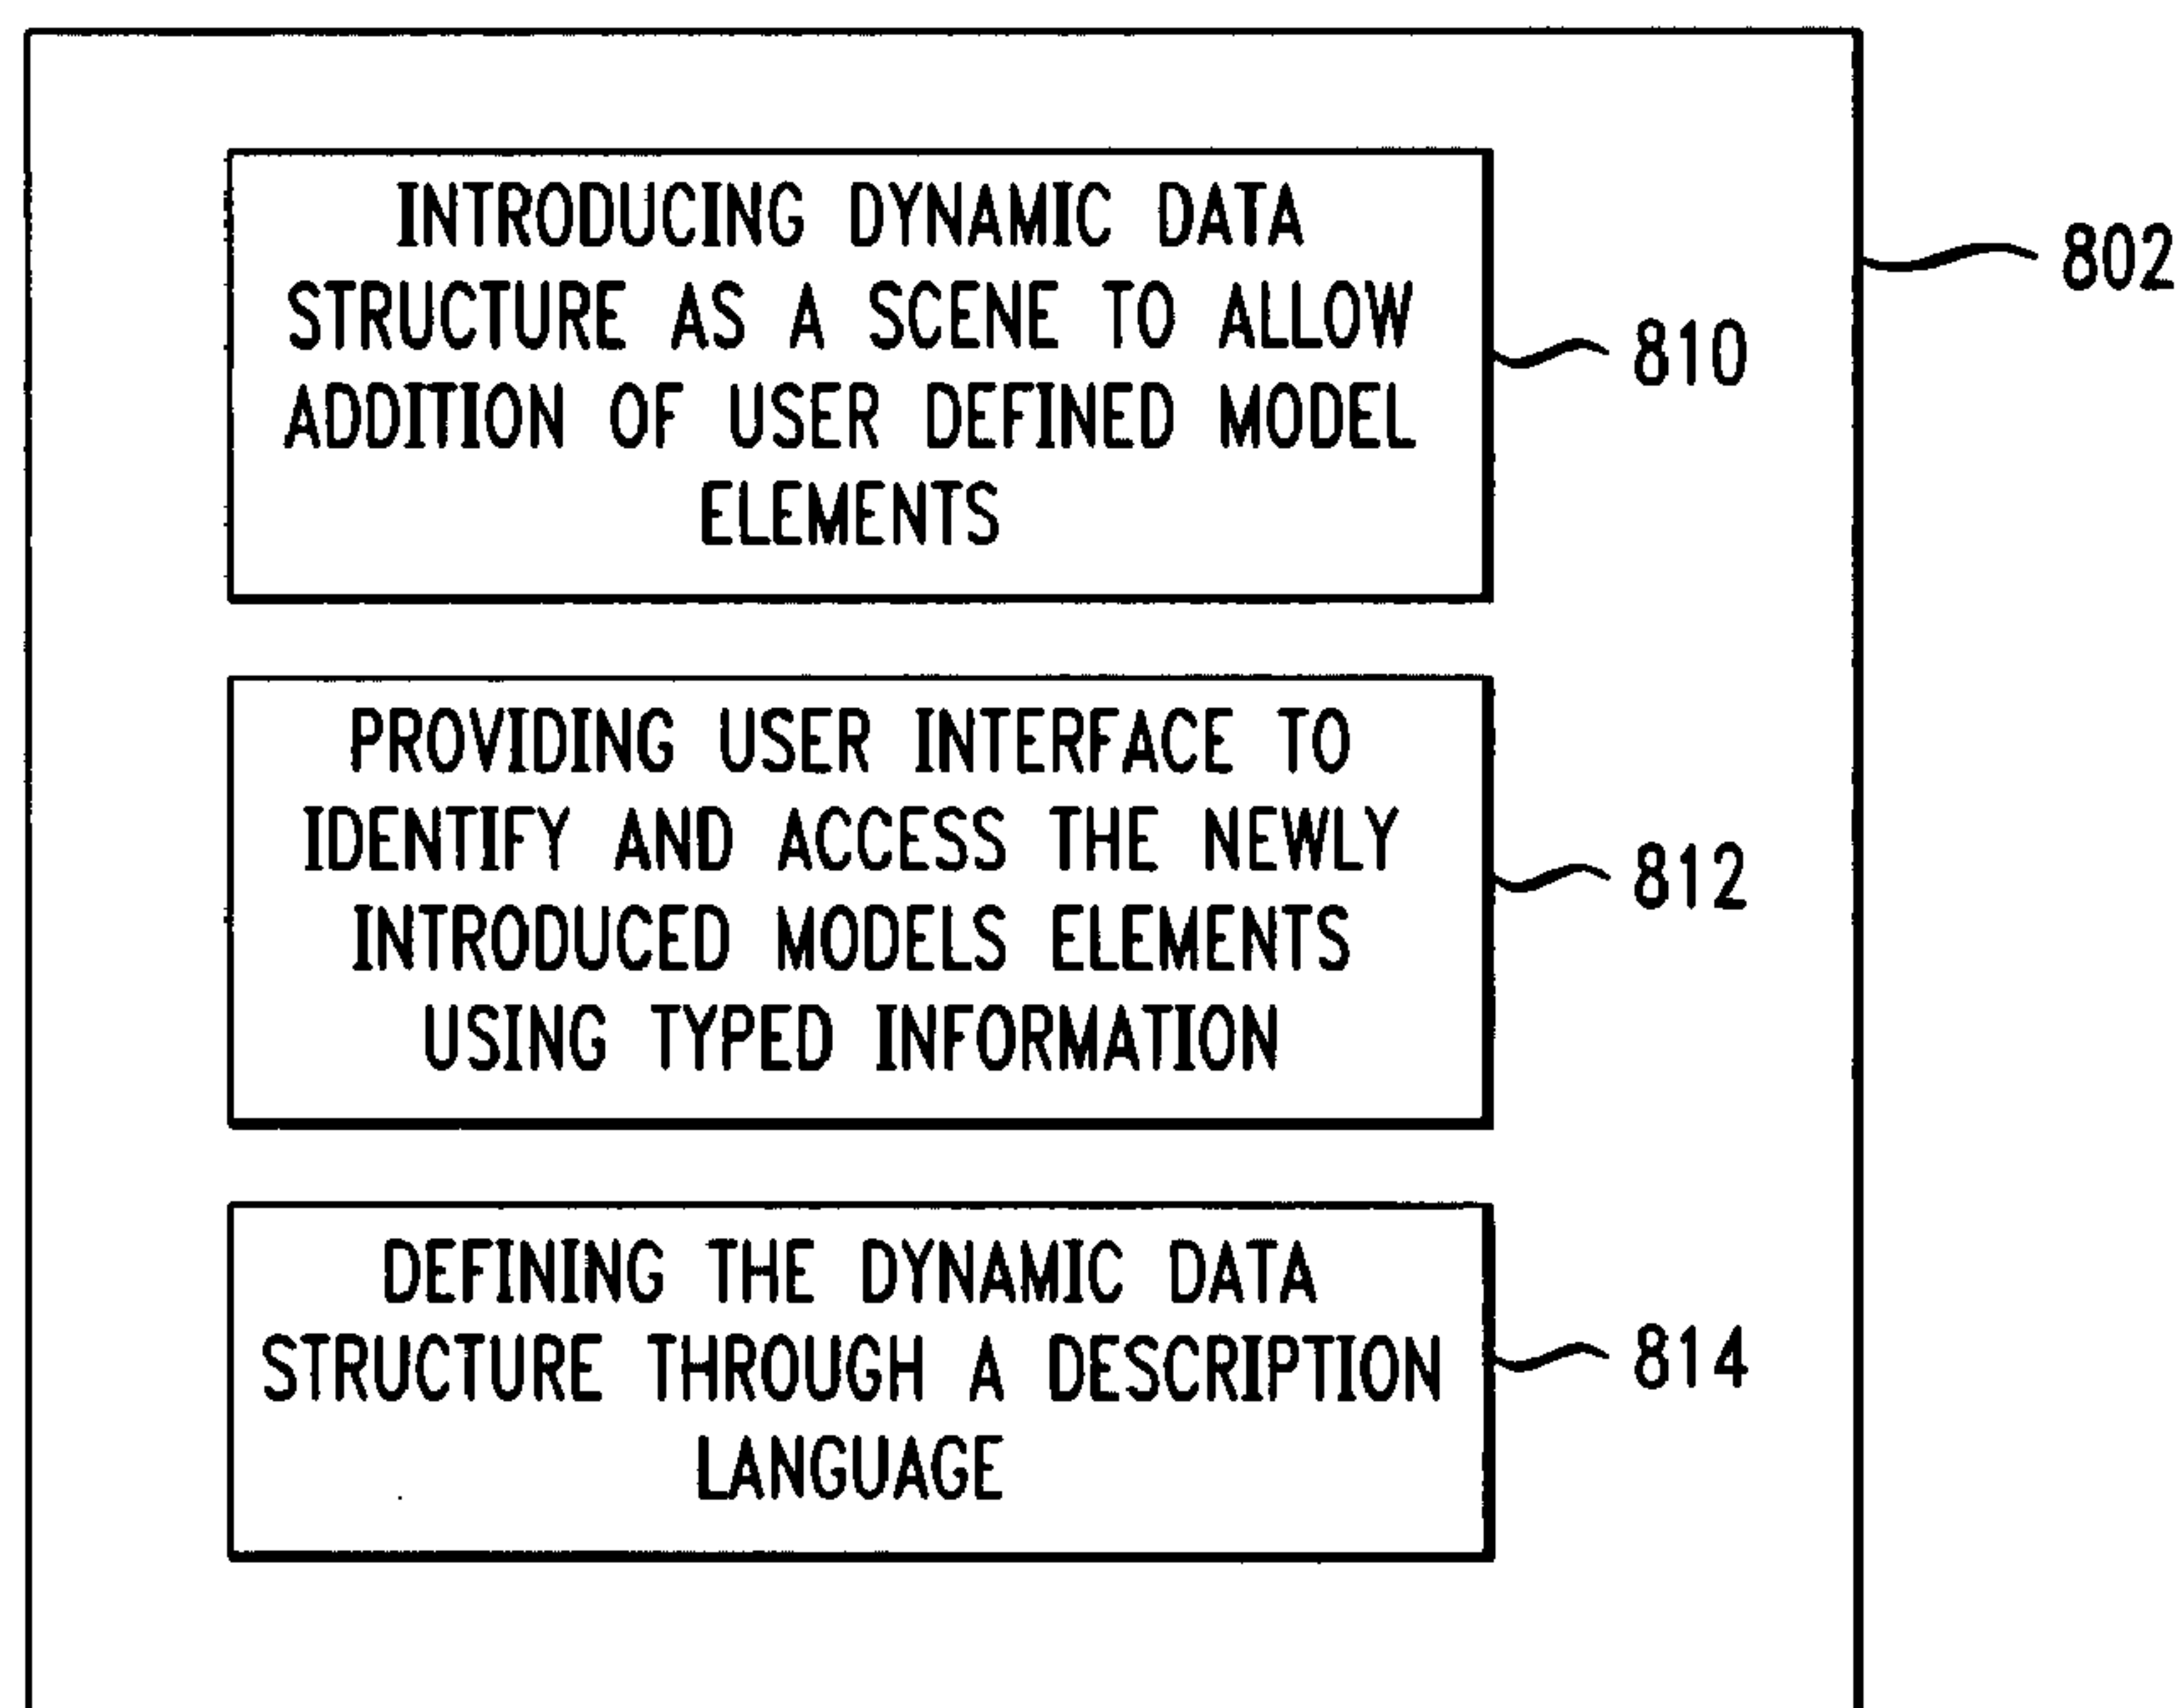 INTRODUCING DYNAMIC DATA
STRUCTURE AS A SCENE TO ALLOW
ADDITION OF USER DEFINED MODEL
ELEMENTS
802
810
PROVIDING USER INTERFACE TO
IDENTIFY AND ACCESS THE NEWLY
INTRODUCED MODELS ELEMENTS
USING TYPED INFORMATION
812
DEFINING THE DYNAMIC DATA
STRUCTURE THROUGH A DESCRIPTION
LANGUAGE
814